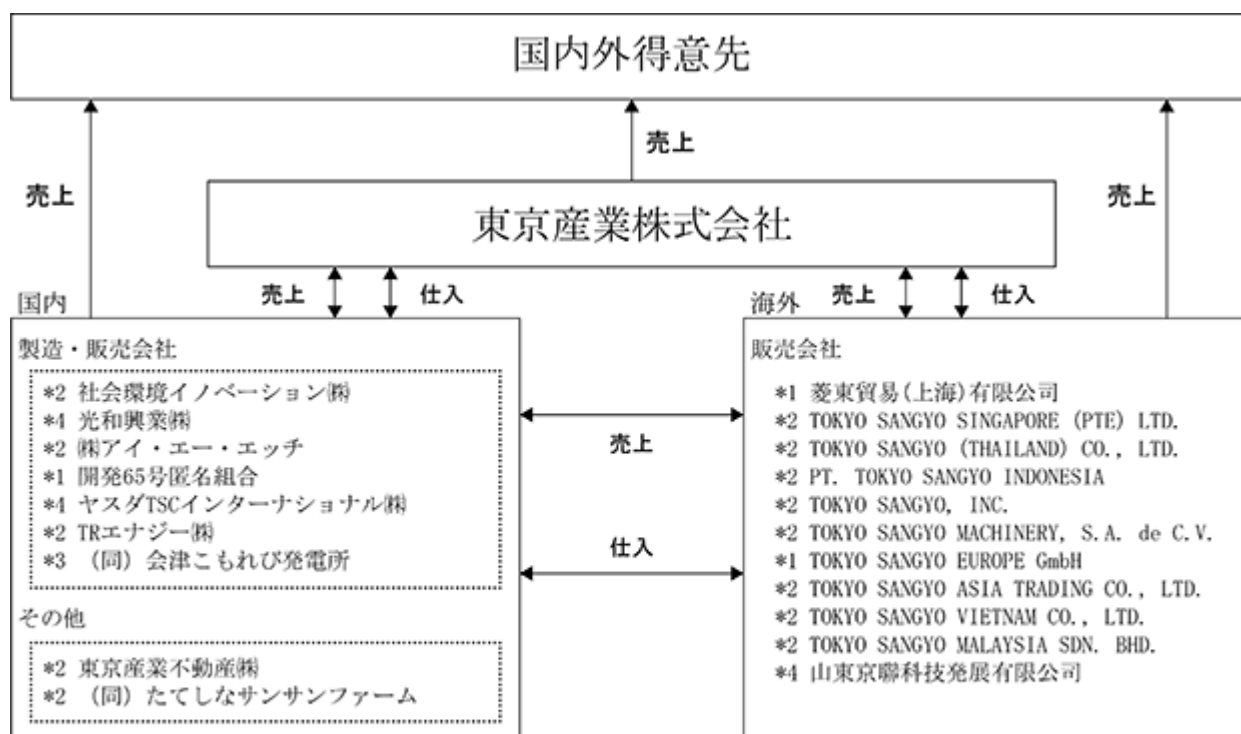 国内外得意先
売上
売上
売上
東京産業株式会社
国内
売上
仕入
海外
売上
仕入
製造・販売会社
*2 社会環境イノベーション㈱
*4 光和興業㈱
*2 ㈱アイ・エー・エッチ
*1 開発65号匿名組合
*4 ヤスダTSCインターナショナル㈱
*2 TRエナジー㈱
*3 （同）会津こもれび発電所
その他
*2 東京産業不動産㈱
*2 （同）たてしなサンサンファーム
売上
仕入
販売会社
*1 菱東貿易(上海)有限公司
*2 TOKYO SANGYO SINGAPORE (PTE) LTD.
*2 TOKYO SANGYO (THAILAND) CO., LTD.
*2 PT. TOKYO SANGYO INDONESIA
*2 TOKYO SANGYO, INC.
*2 TOKYO SANGYO MACHINERY, S.A. de C.V.
*1 TOKYO SANGYO EUROPE GmbH
*2 TOKYO SANGYO ASIA TRADING CO., LTD.
*2 TOKYO SANGYO VIETNAM CO., LTD.
*2 TOKYO SANGYO MALAYSIA SDN. BHD.
*4 山東京聯科技発展有限公司